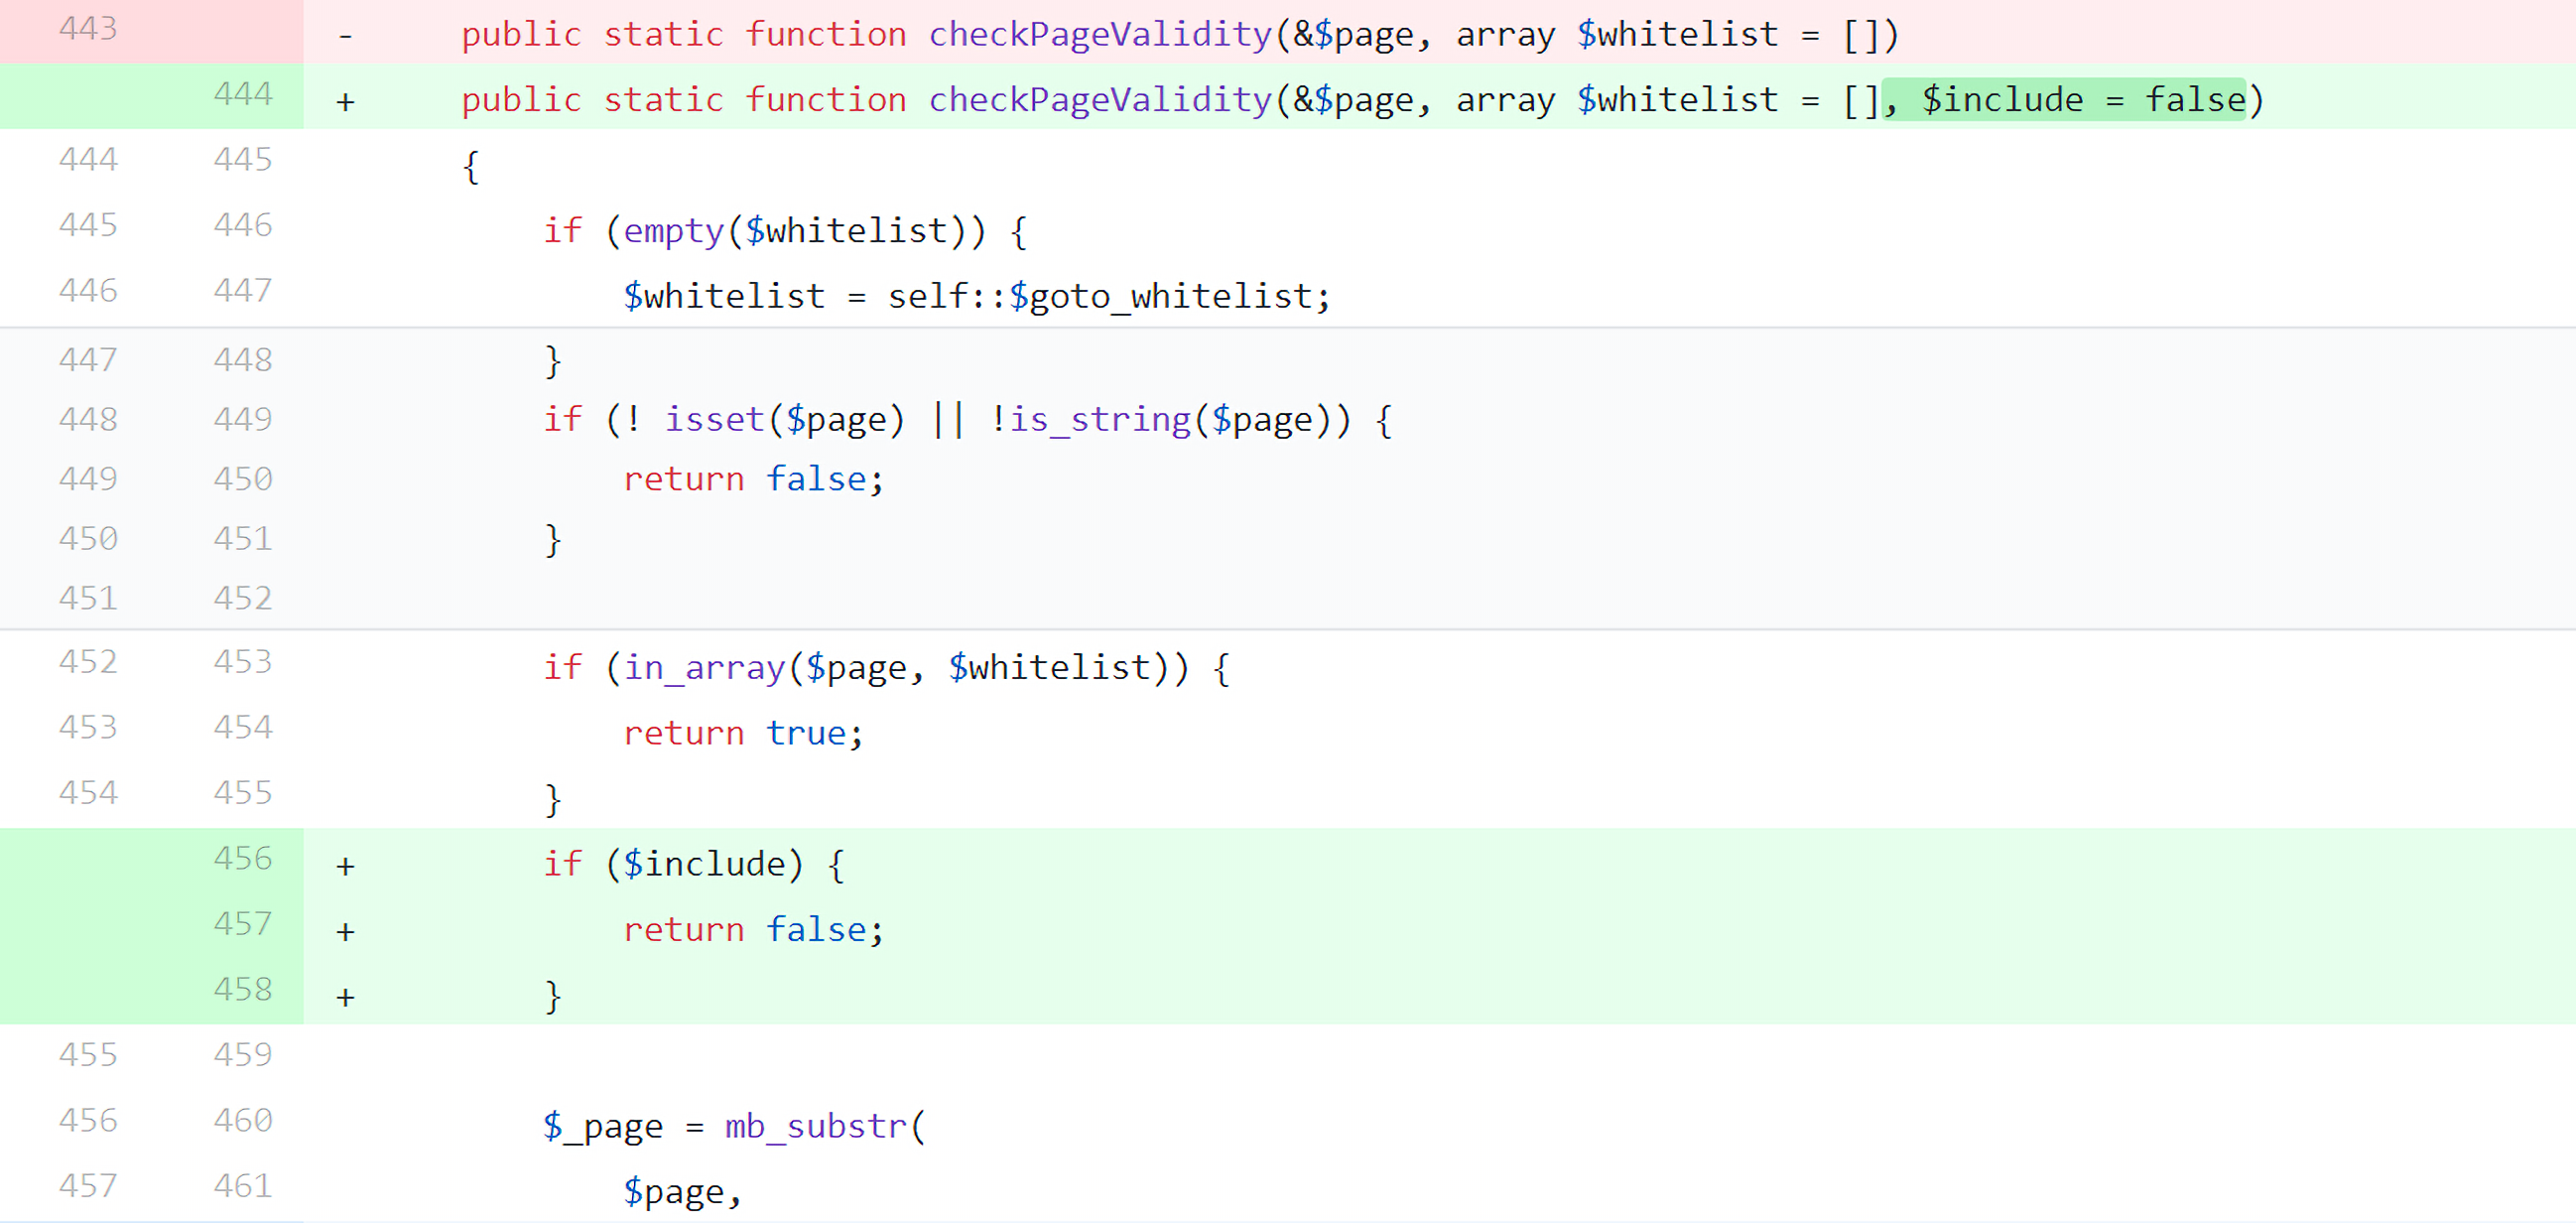 443 - public static function checkPageValidity(&$page, array $whitelist = [])
444 + public static function checkPageValidity(&$page, array $whitelist = [], $include = false)
444 445 {
445 446 if (empty($whitelist)) {
446 447 $whitelist = self::$goto_whitelist;
447 448 }
448 449 if (! isset($page) || !is_string($page)) {
449 450 return false;
450 451 }
451 452
452 453 if (in_array($page, $whitelist)) {
453 454 return true;
454 455 }
456 + if ($include) {
457 + return false;
458 + }
455 459
456 460 $_page = mb_substr(
457 461 $page,